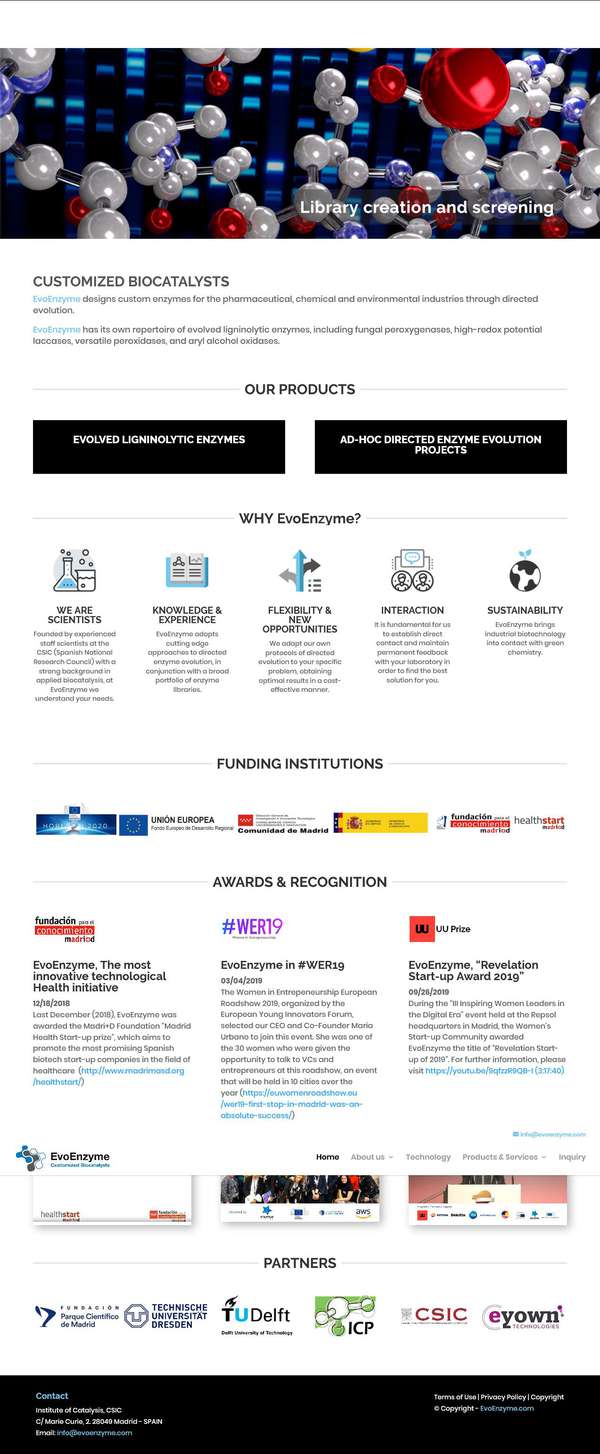 Library creation and screening
CUSTOMIZED BIOCATALYSTS
EvoEnzyme designs custom enzymes for the pharmaceutical, chemical and environmental industries through directed
evolution.
EvoEnzyme has its own repertoire of evolved ligninolytic enzymes, including fungal peroxygenases, high-redox potential
laccases, versatile peroxidases, and aryl alcohol oxidases.
OUR PRODUCTS
EVOLVED LIGNINOLYTIC ENZYMES
AD-HOC DIRECTED ENZYME EVOLUTION
PROJECTS
WHY EvoEnzyme?
WE ARE
SCIENTISTS
Founded by experienced
staff scientists at the
CSIC (Spanish National
Research Council) with a
strong background in
applied biocatalysis, at
EvoEnzyme we
understand your needs.
KNOWLEDGE &
EXPERIENCE
EvoEnzyme adopts
cutting edge
approaches to directed
enzyme evolution, in
conjunction with a broad
portfolio of enzyme
libraries.
FLEXIBILITY &
NEW
OPPORTUNITIES
We adapt our own
protocols of directed
evolution to your specific
problem, obtaining
optimal results in a cost-
effective manner.
INTERACTION
It is fundamental for us
to establish direct
contact and maintain
permanent feedback
with your laboratory in
order to find the best
solution for you.
SUSTAINABILITY
EvoEnzyme brings
industrial biotechnology
into contact with green
chemistry.
FUNDING INSTITUTIONS
HORIZON 2020
UNIÓN EUROPEA
Fondo Europeo de Desarrollo Regional
Comunidad de Madrid
fundación para el
conocimiento
madrimasd
healthstart
madrimasd
AWARDS & RECOGNITION
fundación para el
conocimiento
madrimasd
EvoEnzyme, The most
innovative technological
Health initiative
12/18/2018
Last December (2018), EvoEnzyme was
awarded the Madri+D Foundation "Madrid
Health Start-up prize", which aims to
promote the most promising Spanish
biotech start-up companies in the field of
healthcare (http://www.madrimasd.org
/healthstart/)
#WER19
Women in Entrepreneurship
EvoEnzyme in #WER19
03/04/2019
The Women in Entrepeneurship European
Roadshow 2019, organized by the
European Young Innovators Forum,
selected our CEO and Co-Founder Maria
Urbano to join this event. She was one of
the 30 women who were given the
opportunity to talk to VCs and
entrepreneurs at this roadshow, an event
that will be held in 10 cities over the
year (https://euwomenroadshow.eu
/wer19-first-stop-in-madrid-was-an-
absolute-success/)
UU UU Prize
EvoEnzyme, “Revelation
Start-up Award 2019”
09/26/2019
During the "III Inspiring Women Leaders in
the Digital Era" event held at the Repsol
headquarters in Madrid, the Women's
Start-up Community awarded
EvoEnzyme the title of "Revelation Start-
up of 2019". For further information, please
visit https://youtu.be/9qfzzR9QB-I (3:17:40)
info@evoenzyme.com
EvoEnzyme
Customized Biocatalysts
Home About us Technology Products & Services Inquiry
healthstart
madrimasd
aws
Deloitte
PARTNERS
FUNDACIÓN
Parque Científico
de Madrid
TECHNISCHE
UNIVERSITÄT
DRESDEN
TU Delft
Delft University of Technology
ICP
CSIC
eyown
TECHNOLOGIES
Contact
Institute of Catalysis, CSIC
C/ Marie Curie, 2. 28049 Madrid - SPAIN
Email: info@evoenzyme.com
Terms of Use | Privacy Policy | Copyright
© Copyright - EvoEnzyme.com